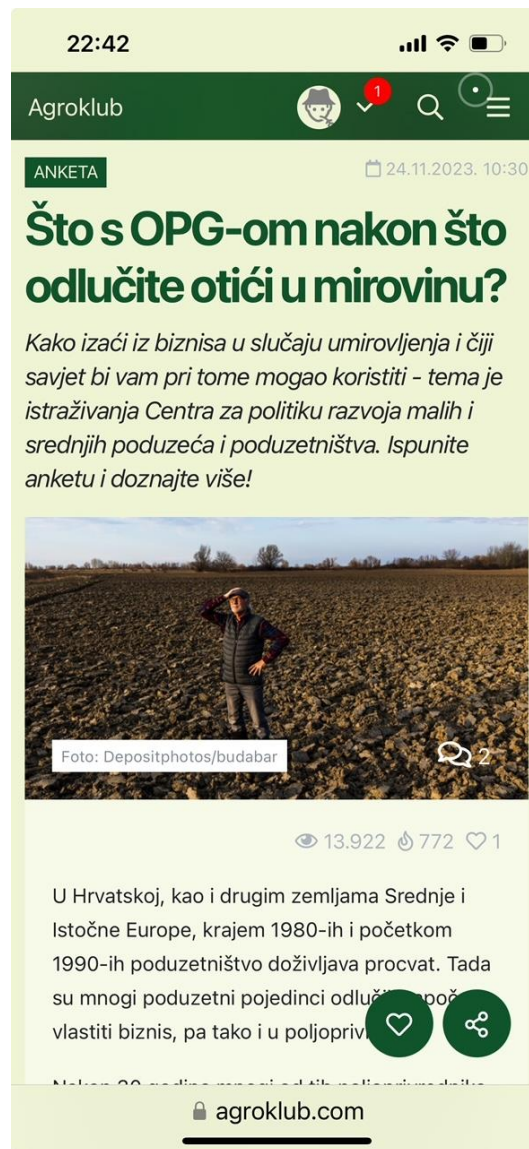 22:42
Agroklub
1
ANKETA
24.11.2023. 10:30
Što s OPG-om nakon što
odlučite otići u mirovinu?
Kako izaći iz biznisa u slučaju umirovljenja i čiji
savjet bi vam pri tome mogao koristiti - tema je
istraživanja Centra za politiku razvoja malih i
srednjih poduzeća i poduzetništva. Ispunite
anketu i doznajte više!
Foto: Depositphotos/budabar
2
13.922 772 1
U Hrvatskoj, kao i drugim zemljama Srednje i
Istočne Europe, krajem 1980-ih i početkom
1990-ih poduzetništvo doživljava procvat. Tada
su mnogi poduzetni pojedinci
vlastiti biznis, pa tako i u
agroklub.com